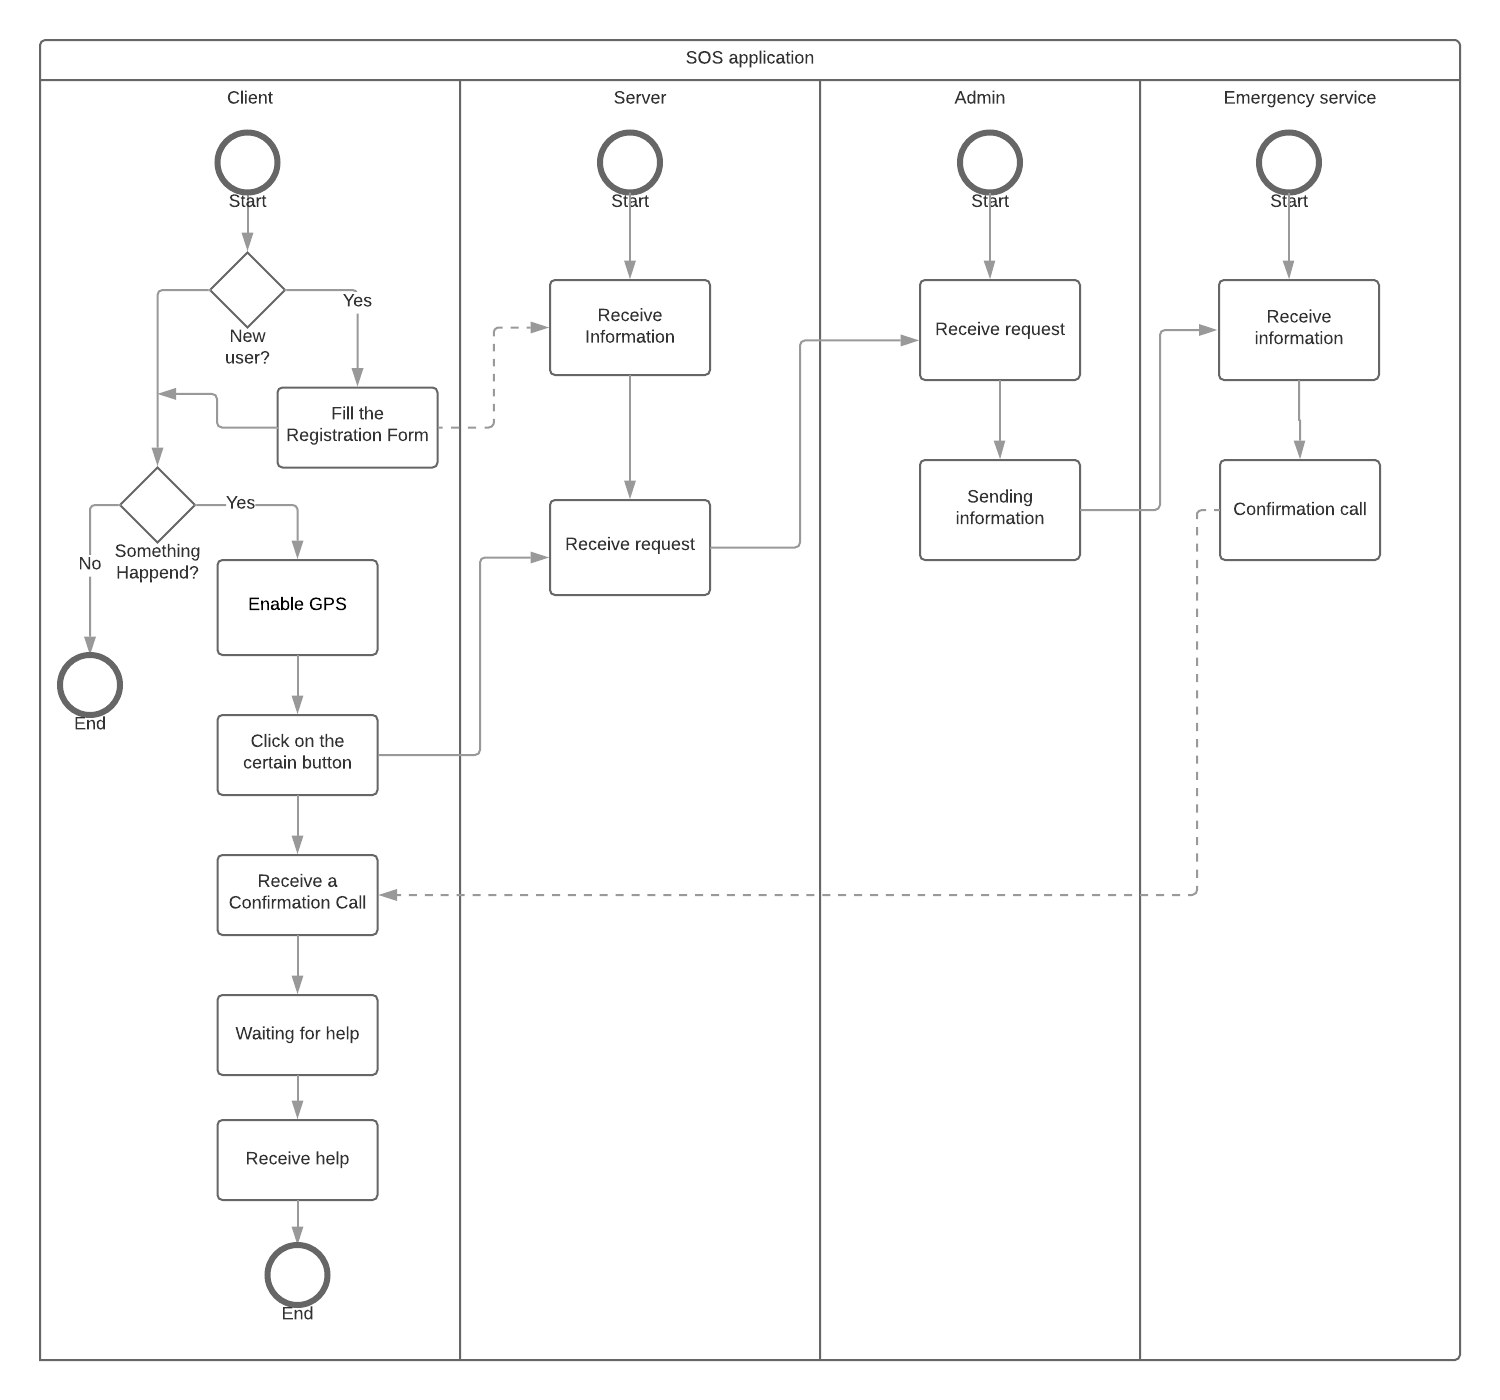 SOS application
Client
Server
Admin
Emergency service
Start
Start
Start
Start
New
user?
Yes
Fill the
Registration Form
Something
Happend?
No
Yes
End
Enable GPS
Click on the
certain button
Receive a
Confirmation Call
Waiting for help
Receive help
End
Receive
Information
Receive request
Receive request
Sending
information
Receive
information
Confirmation call